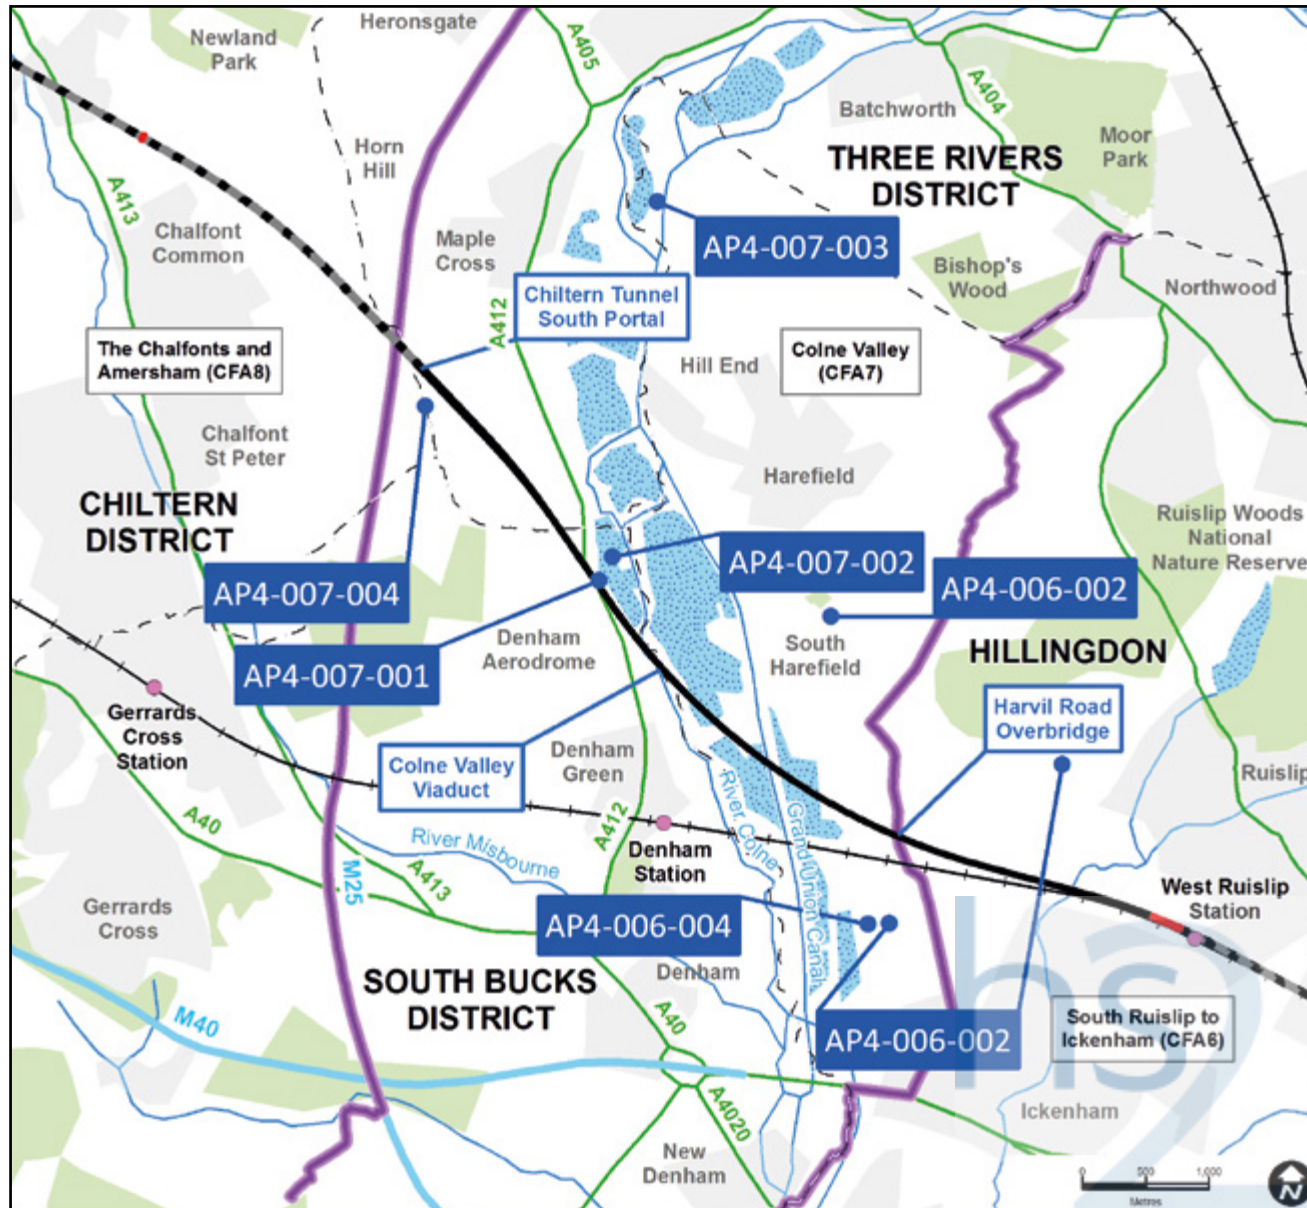 Heronsgate
Newland
Park
A405
Batchworth
A404
Moor
Park
Horn
Hill
THREE RIVERS
DISTRICT
A413
Chalfont
Common
Maple
Cross
AP4-007-003
Bishop's
Wood
Northwood
Chiltern Tunnel
South Portal
A412
The Chalfonts and
Amersham (CFA8)
Hill End
Colne Valley
(CFA7)
Chalfont
St Peter
Harefield
CHILTERN
DISTRICT
Ruislip Woods
National
Nature Reserve
AP4-007-002
AP4-006-002
AP4-007-004
Denham
Aerodrome
South
Harefield
HILLINGDON
AP4-007-001
Gerrards
Cross
Station
Harvil Road
Overbridge
Colne Valley
Viaduct
Denham
Green
Ruislip
A40
River Misbourne
A412
River Colne
Grand Union Canal
Denham
Station
M25
A413
West Ruislip
Station
Gerrards
Cross
AP4-006-004
SOUTH BUCKS
DISTRICT
Denham
hs2
M40
A40
AP4-006-002
South Ruislip to
Ickenham (CFA6)
A4020
Ickenham
New
Denham
0 500 1,000
Metres
N